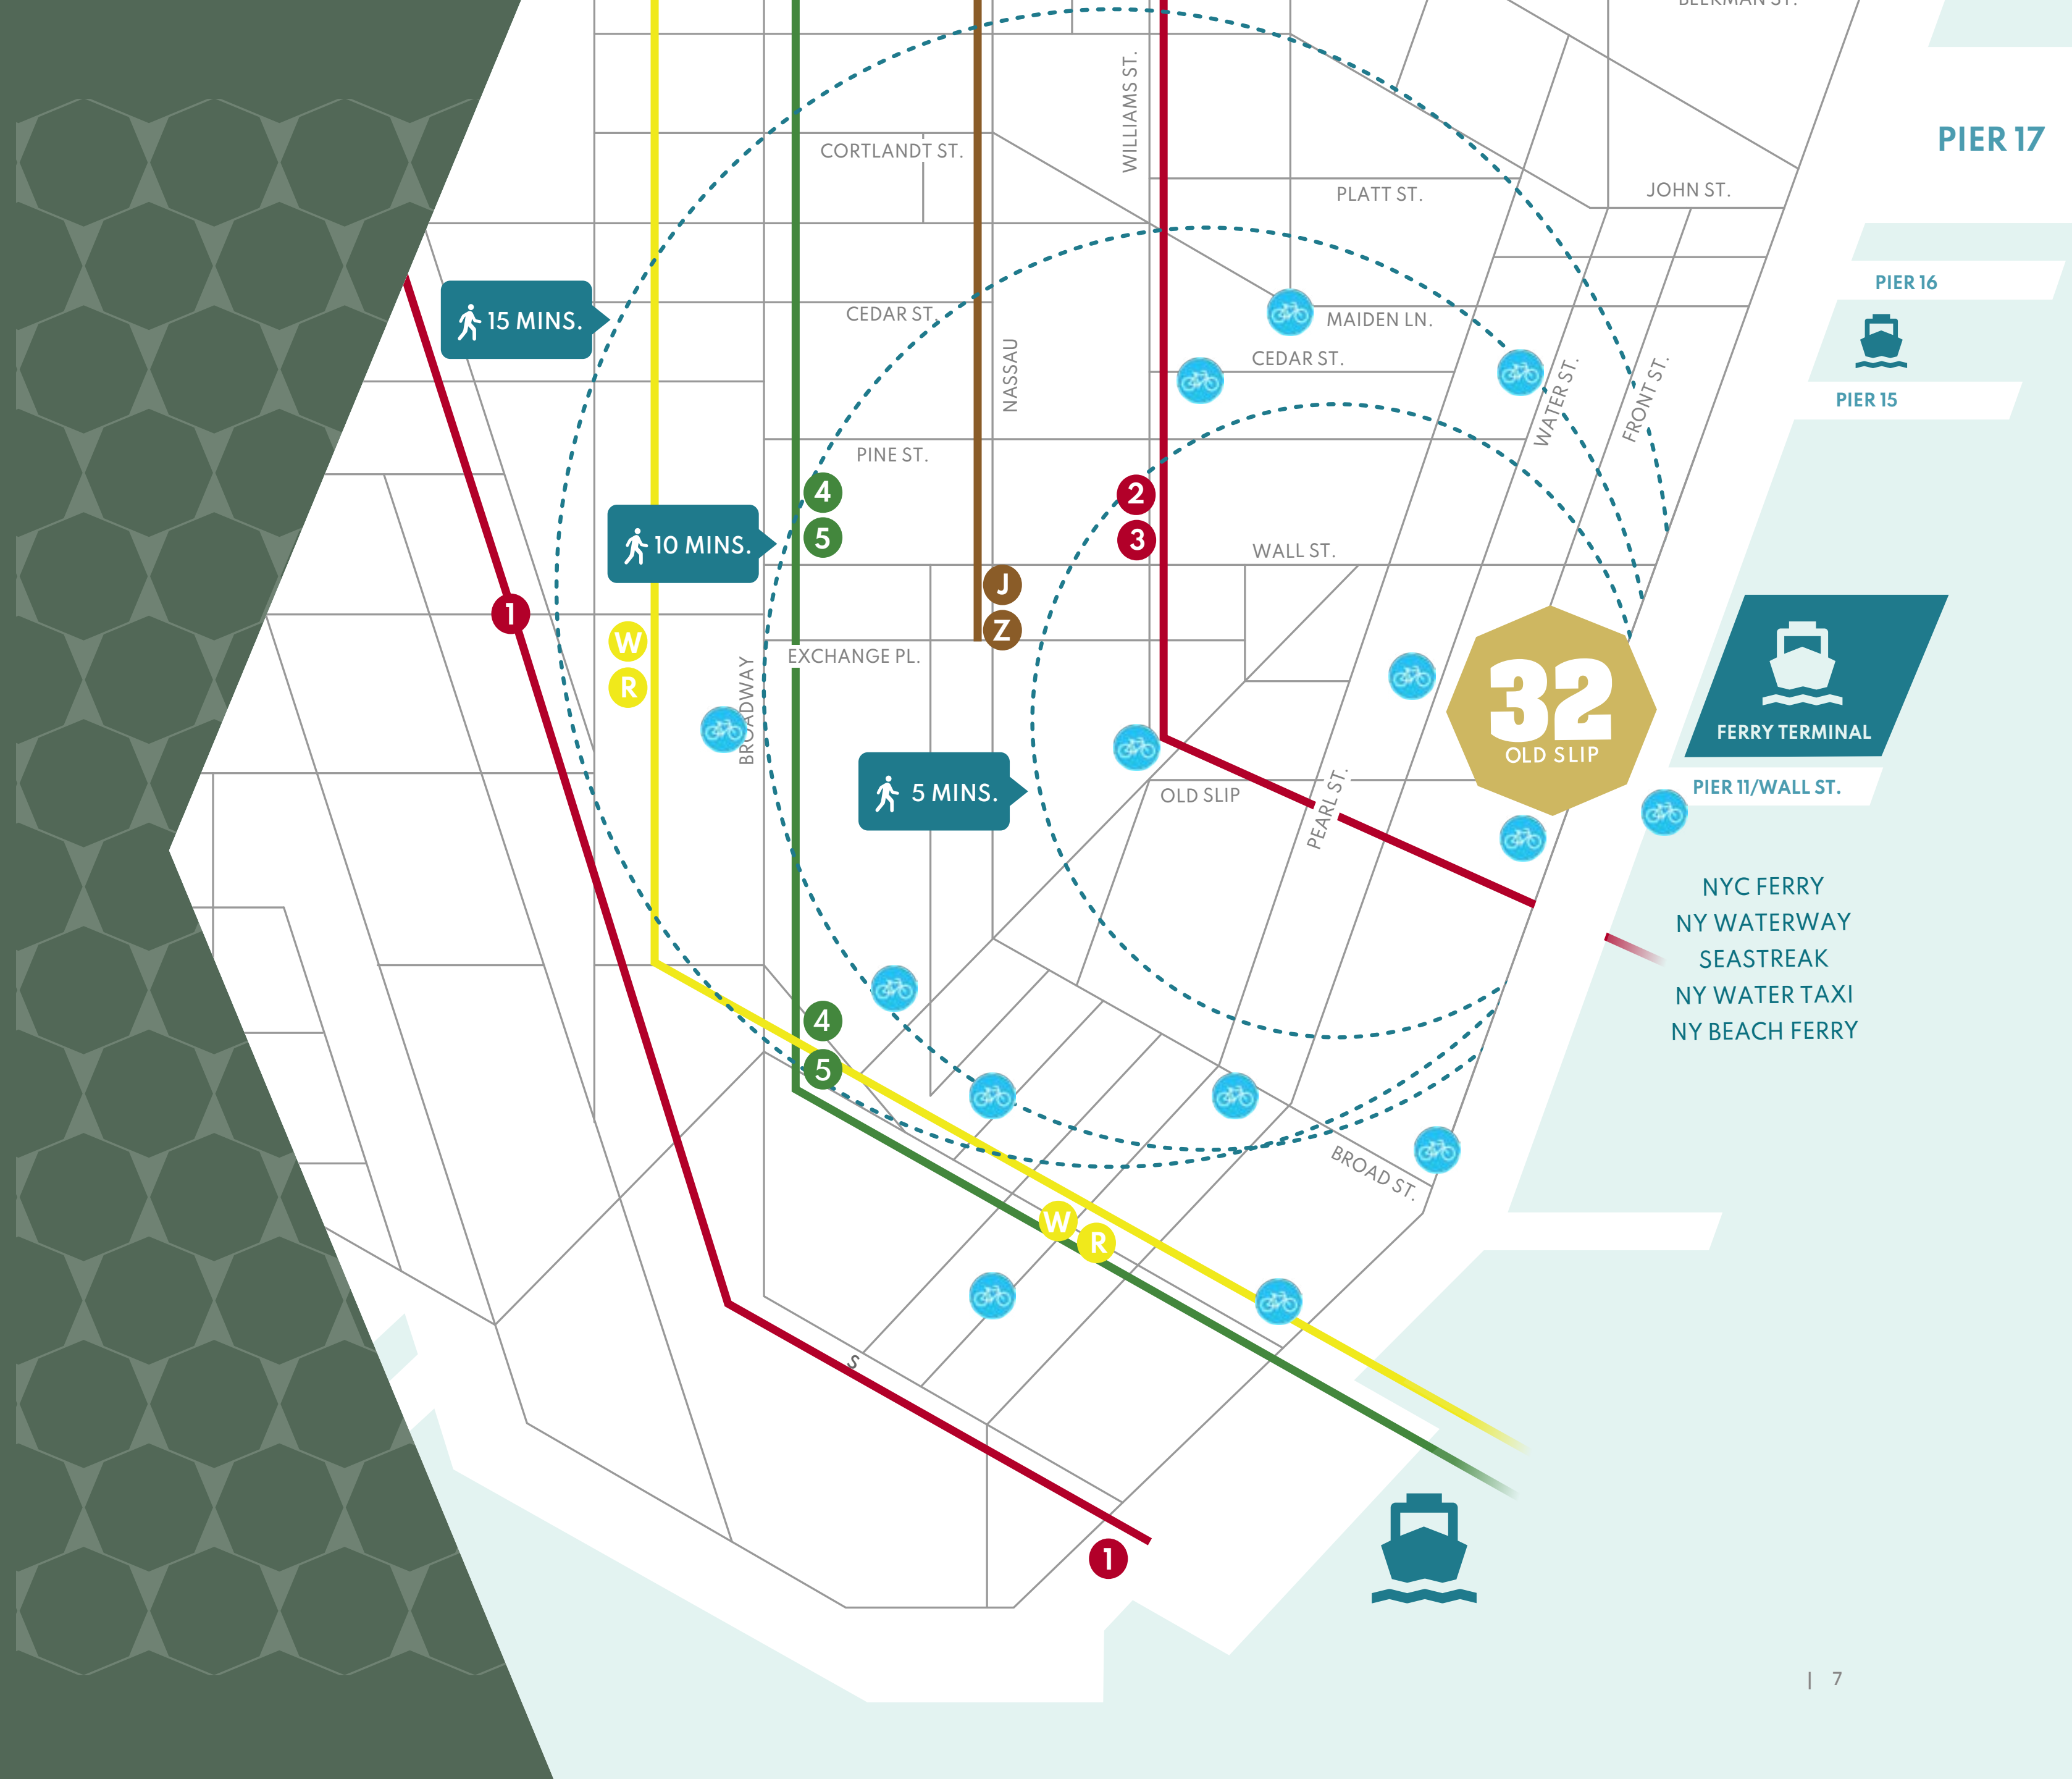 BEEKMAN ST.
PIER 17
WILLIAMS ST.
CORTLANDT ST.
PLATT ST.
JOHN ST.
PIER 16
15 MINS.
CEDAR ST.
MAIDEN LN.
CEDAR ST.
NASSAU
WATER ST.
FRONT ST.
PIER 15
PINE ST.
4
5
2
3
10 MINS.
WALL ST.
J
Z
1
W
R
EXCHANGE PL.
BROADWAY
32
OLD SLIP
FERRY TERMINAL
PIER 11/WALL ST.
5 MINS.
OLD SLIP
PEARL ST.
NYC FERRY
NY WATERWAY
SEASTREAK
NY WATER TAXI
NY BEACH FERRY
4
5
BROAD ST.
W
R
S
1
| 7